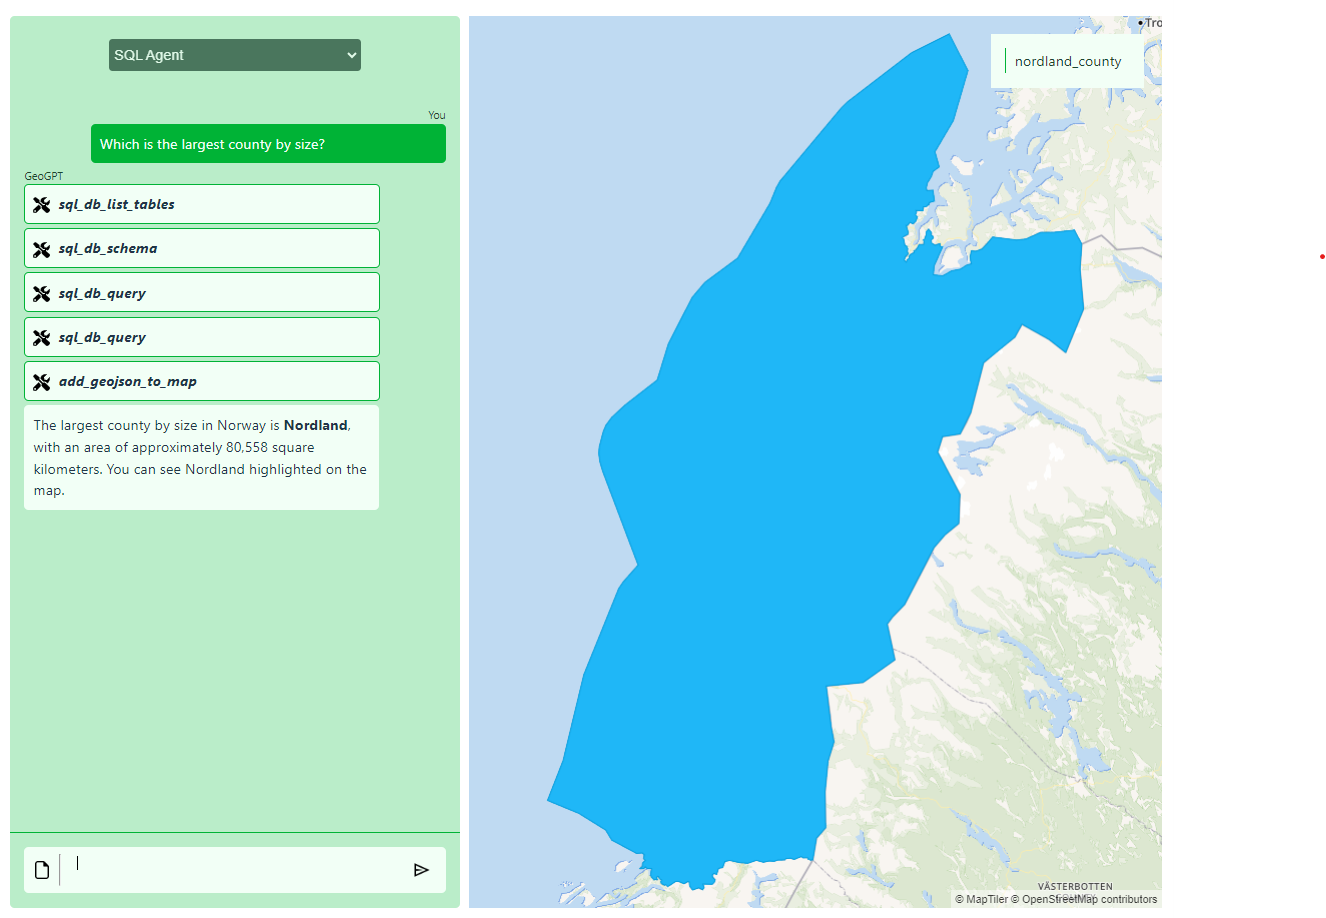 SQL Agent
You
Which is the largest county by size?
GeoGPT
sql_db_list_tables
sql_db_schema
sql_db_query
sql_db_query
add_geojson_to_map
The largest county by size in Norway is Nordland,
with an area of approximately 80,558 square
kilometers. You can see Nordland highlighted on the
map.
Tro
nordland_county
VÄSTERBOTTEN
© MapTiler © OpenStreetMap contributors